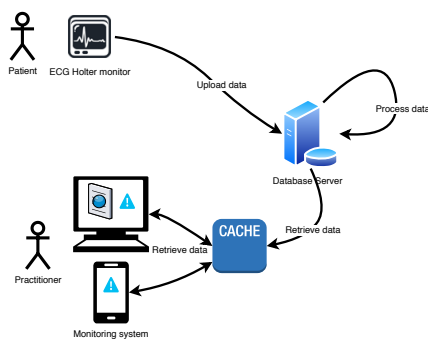 Patient
ECG Holter monitor
Upload data
Process data
Database Server
Retrieve data
CACHE
Retrieve data
Practitioner
Monitoring system